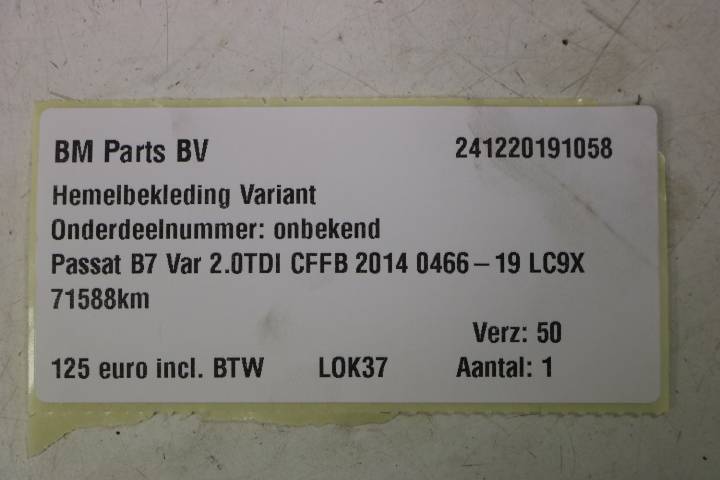 BM Parts BV 241220191058
Hemelbekleding Variant
Onderdeelnummer: onbekend
Passat B7 Var 2.0TDI CFFB 2014 0466-19 LC9X
71588km
Verz: 50
125 euro incl. BTW LOK37 Aantal: 1